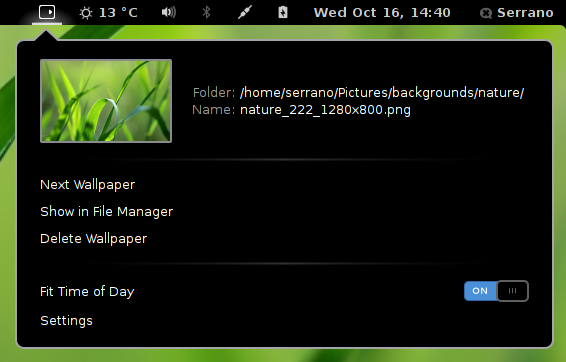 13 °C Wed Oct 16, 14:40 Serrano
Folder: /home/serrano/Pictures/backgrounds/nature/
Name: nature_222_1280x800.png
Next Wallpaper
Show in File Manager
Delete Wallpaper
Fit Time of Day ON
Settings